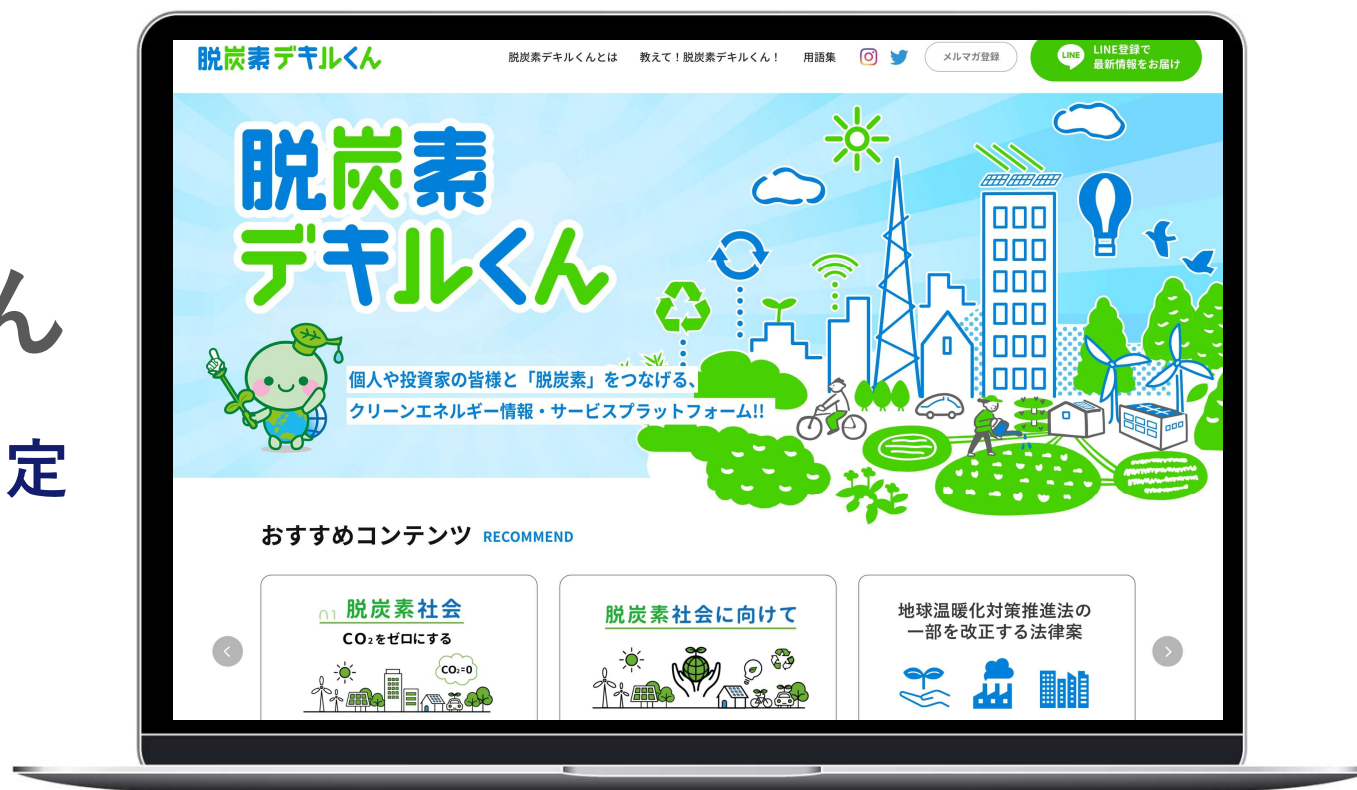 ん
定
脱炭素デキルくん
脱炭素デキルくんとは
教えて！脱炭素デキルくん！
用語集
メルマガ登録
LINE
LINE登録で
最新情報をお届け
脱炭素
デキルくん
個人や投資家の皆様と「脱炭素」をつなげる、
クリーンエネルギー情報・サービスプラットフォーム!!
おすすめコンテンツ RECOMMEND
脱炭素社会
CO₂をゼロにする
CO₂=0
脱炭素社会に向けて
地球温暖化対策推進法の
一部を改正する法律案